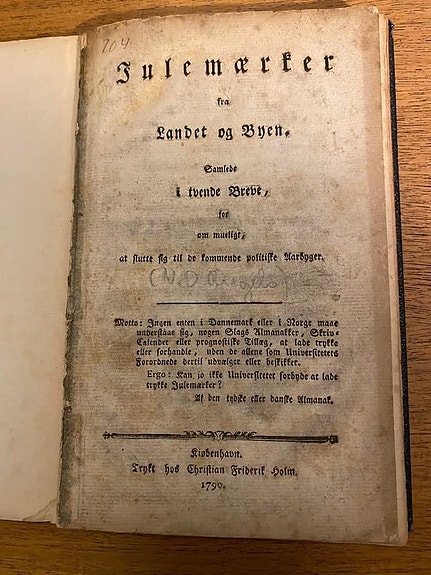 704.
Julemærker
fra
Landet og Byen,
Samlede
i tvende Breve,
for
om mueligt,
at slutte sig til de kommende politiske Aarbøger.
Motto: Ingen enten i Dannemark eller i Norge maae
understaae sig, nogen Slags Almanakker, Skriv-
Calender eller prognostiske Tillæg, at lade trykke
eller forhandle, uden de allene som Universitetets
Forordnede dertil udvælger eller beskikker.
Ergo: Kan jo ikke Universitetet forbyde at lade
trykke Julemærker?
Af den tydske eller danske Almanak.
Kiøbenhavn.
Trykt hos Christian Friderik Holm.
1790.